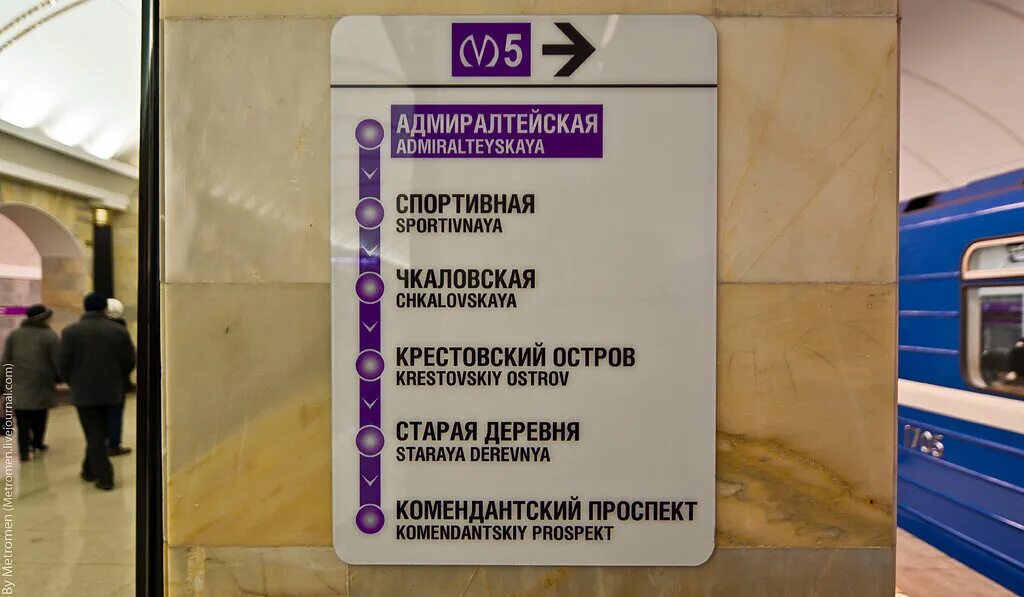 М 5
АДМИРАЛТЕЙСКАЯ
ADMIRALTEYSKAYA
СПОРТИВНАЯ
SPORTIVNAYA
ЧКАЛОВСКАЯ
CHKALOVSKAYA
КРЕСТОВСКИЙ ОСТРОВ
KRESTOVSKIY OSTROV
СТАРАЯ ДЕРЕВНЯ
STARAYA DEREVNYA
КОМЕНДАНТСКИЙ ПРОСПЕКТ
KOMENDANTSKIY PROSPEKT
By Metromen (Metromen.livejournal.com)